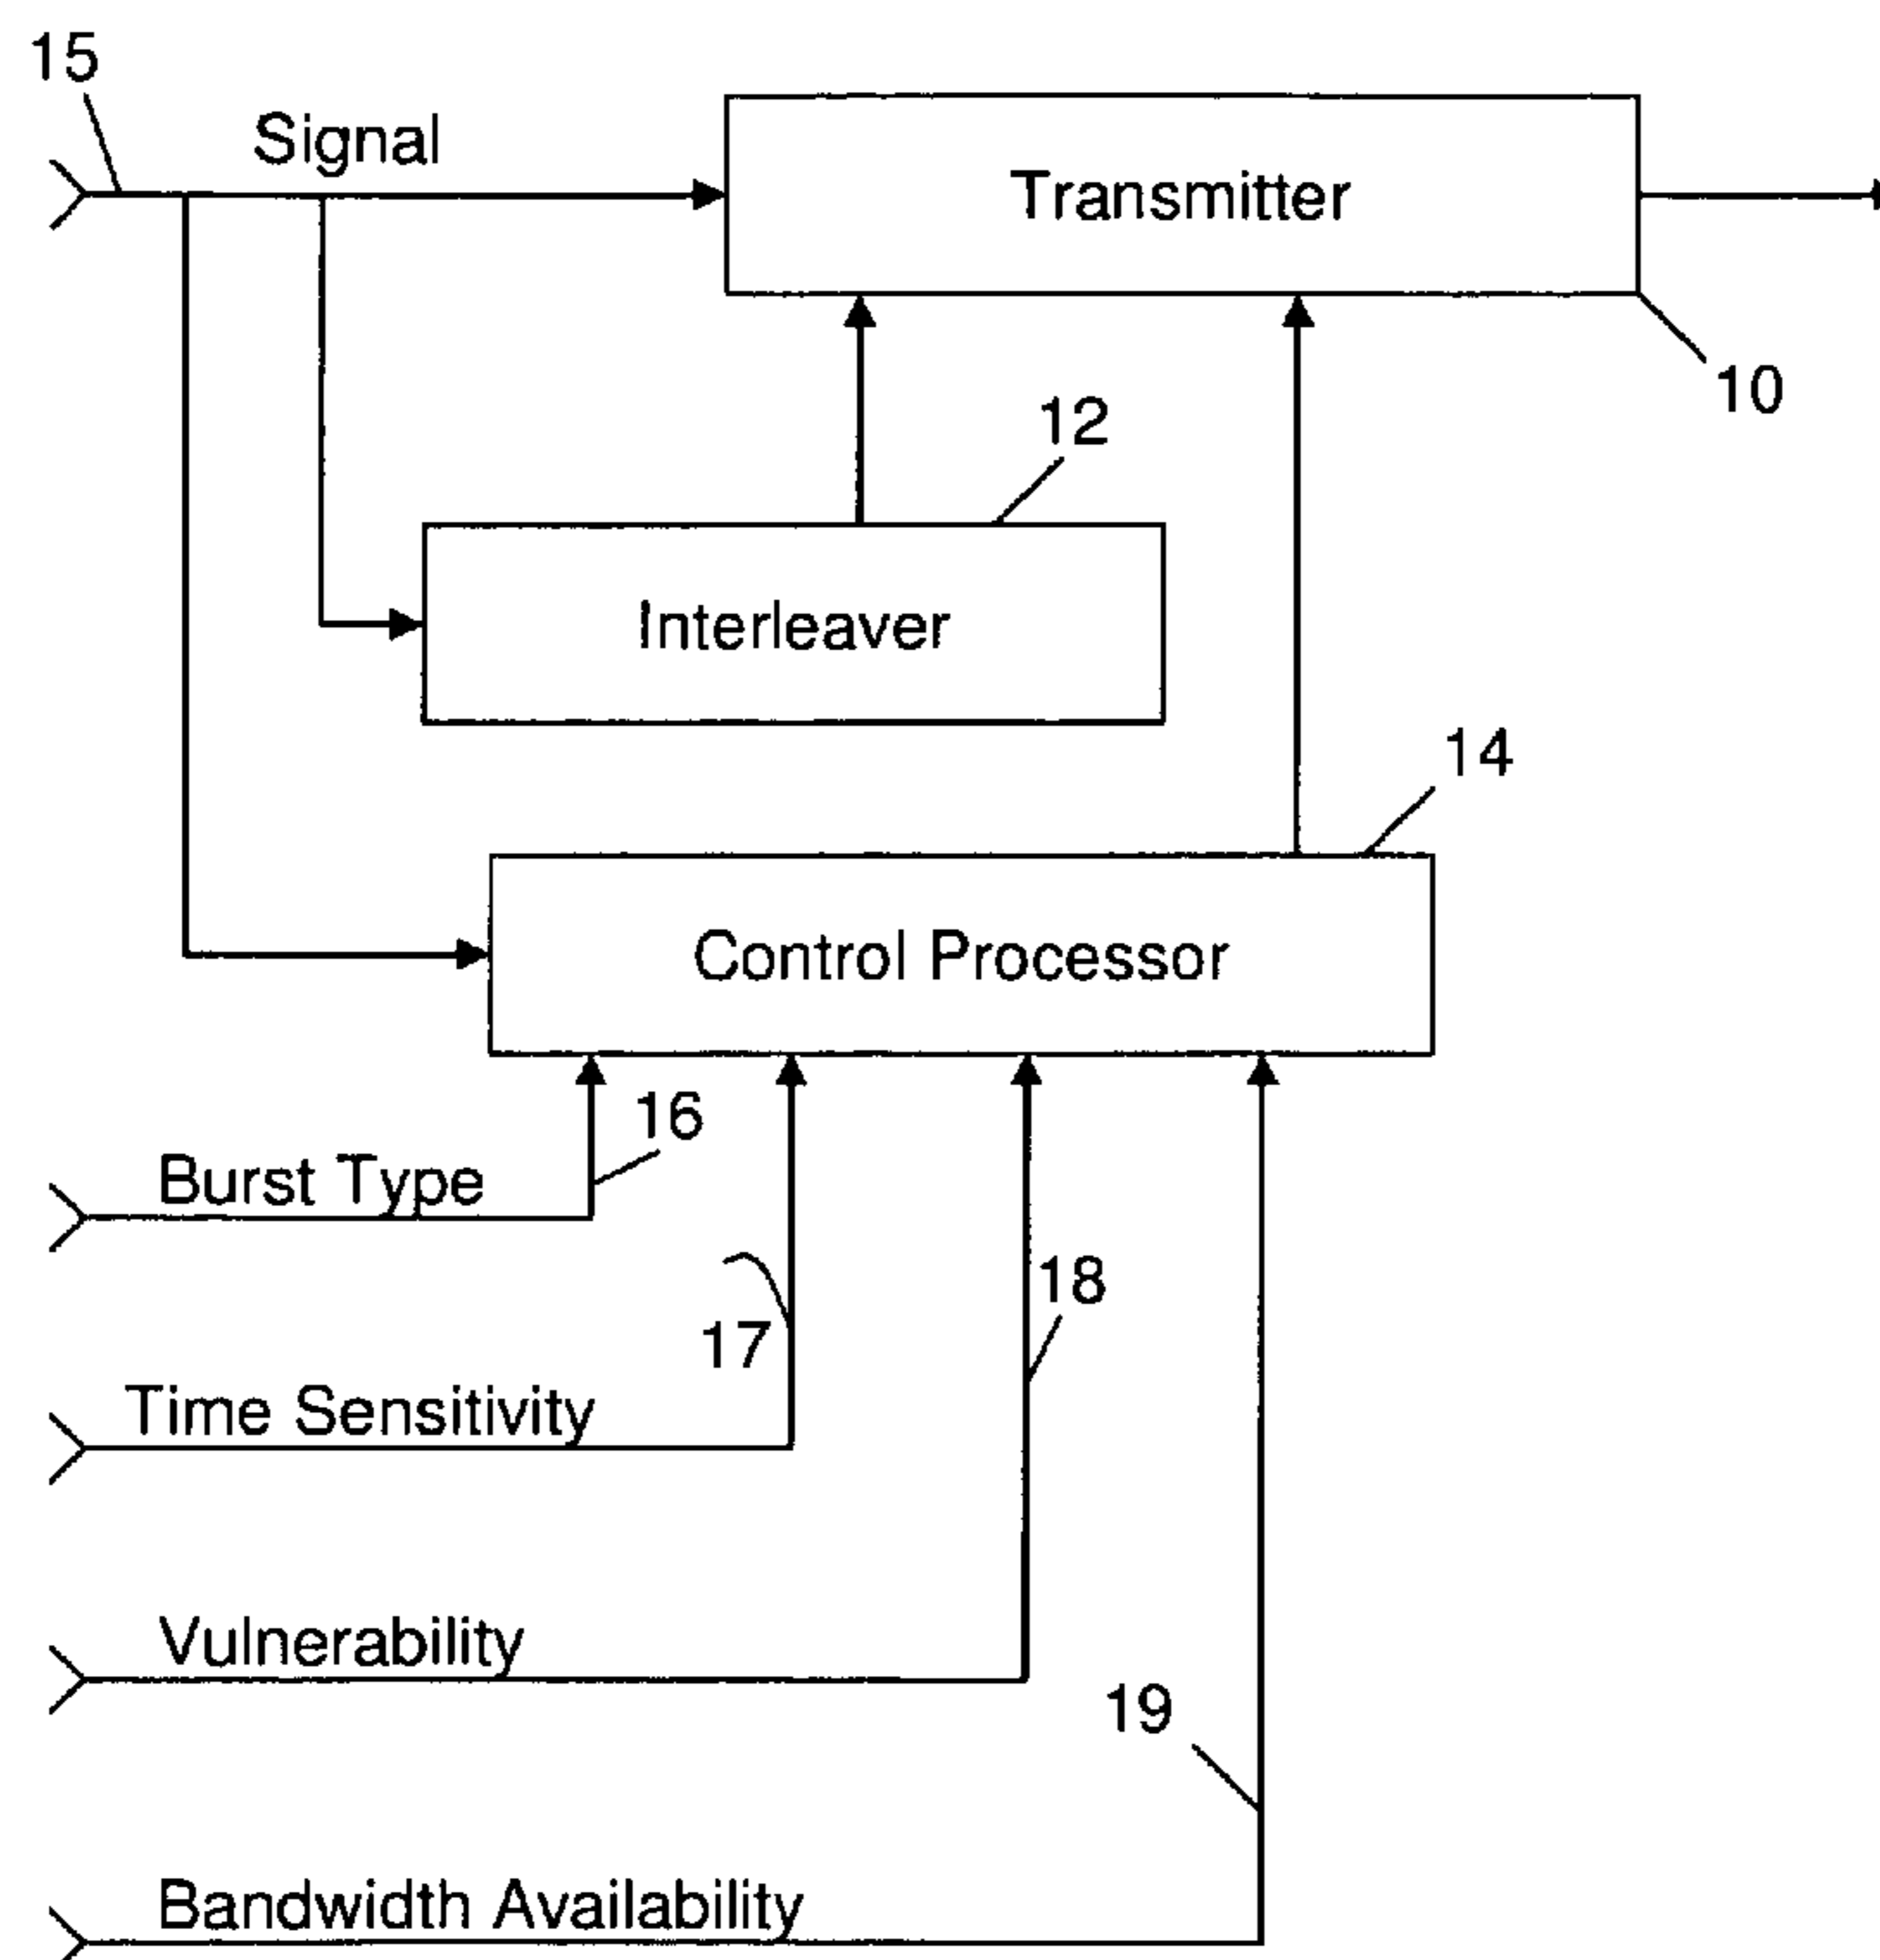 15
Signal
Transmitter
10
12
Interleaver
14
Control Processor
16
Burst Type
18
17
Time Sensitivity
Vulnerability
19
Bandwidth Availability